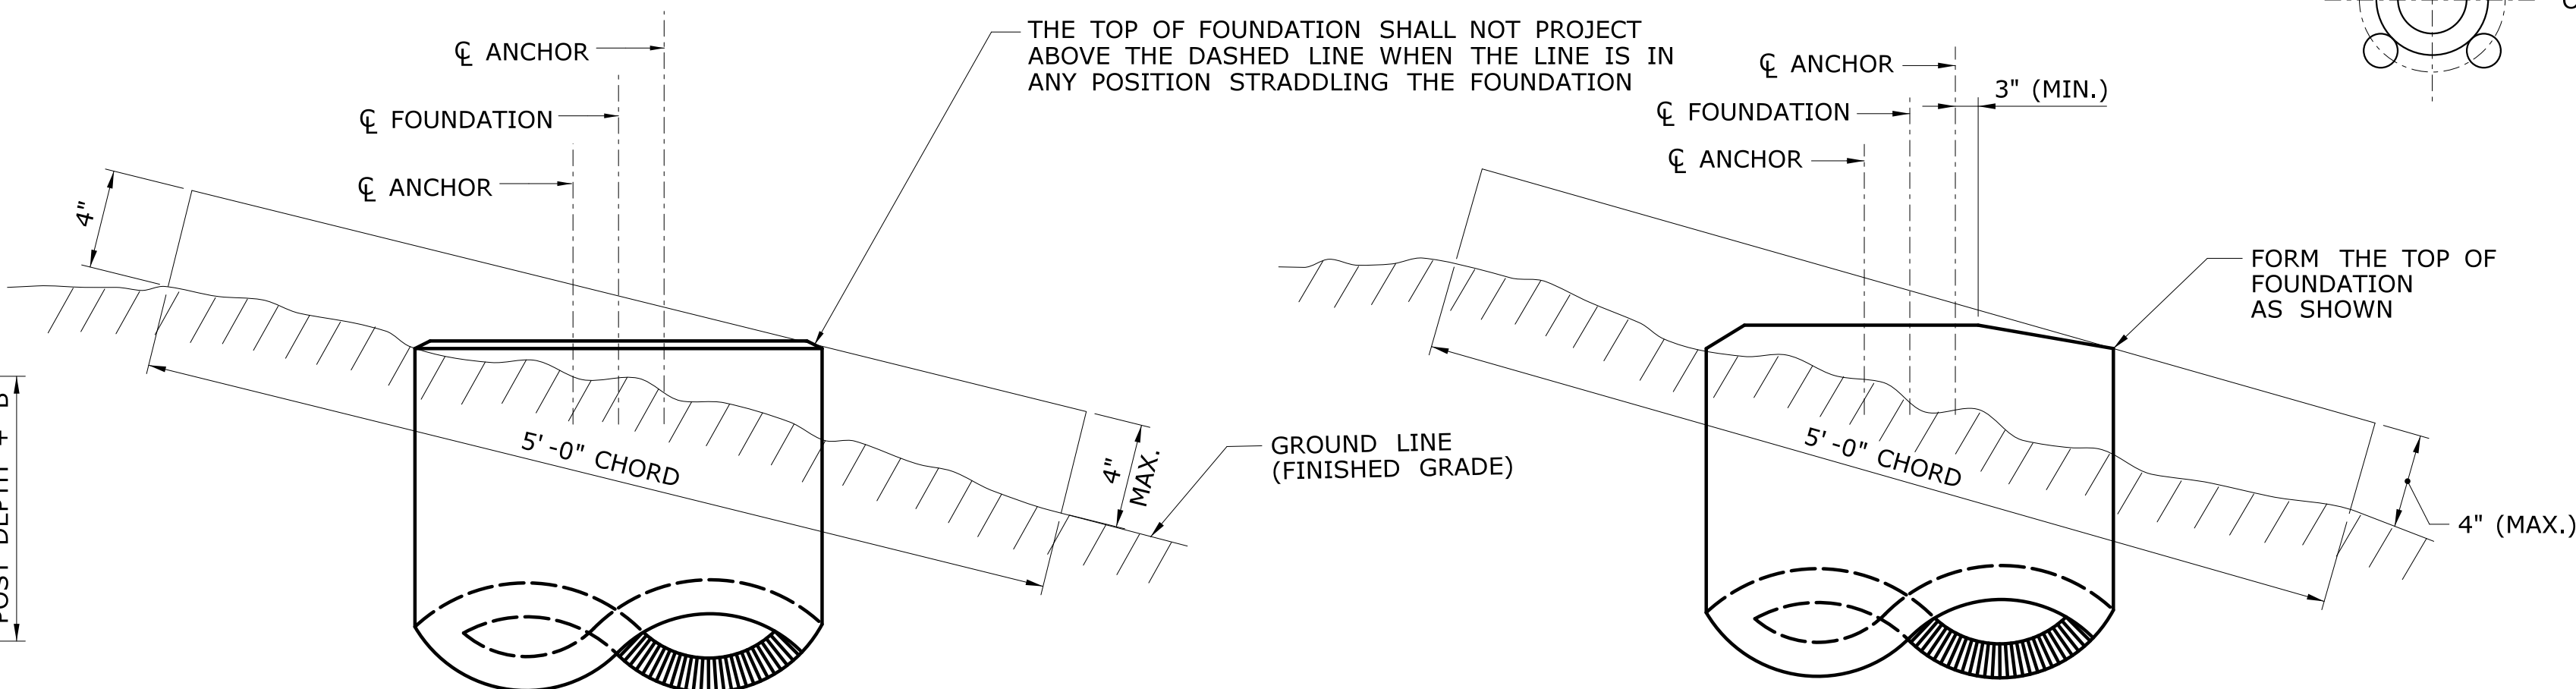 ℄ ANCHOR
℄ FOUNDATION
℄ ANCHOR
4"
THE TOP OF FOUNDATION SHALL NOT PROJECT
ABOVE THE DASHED LINE WHEN THE LINE IS IN
ANY POSITION STRADDLING THE FOUNDATION
5'-0" CHORD
4"
MAX.
GROUND LINE
(FINISHED GRADE)
POST DEPTH + B
℄ ANCHOR
℄ FOUNDATION
℄ ANCHOR
3" (MIN.)
FORM THE TOP OF
FOUNDATION
AS SHOWN
5'-0" CHORD
4" (MAX.)